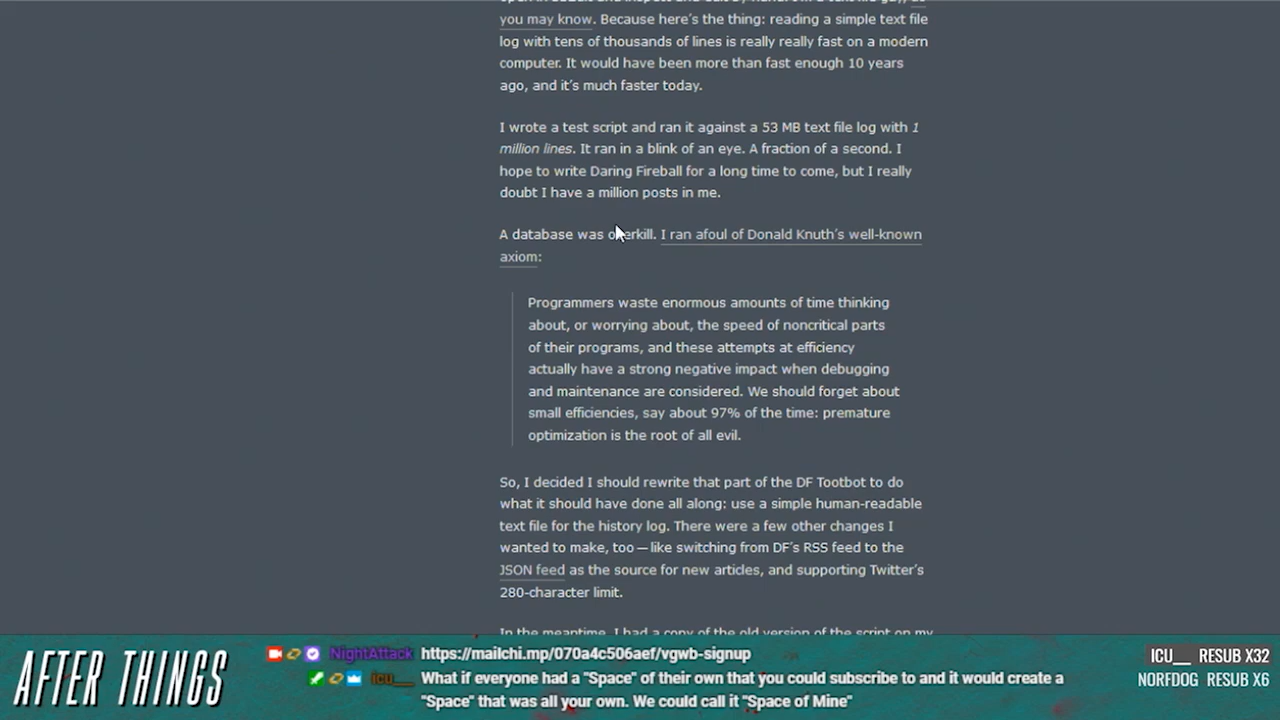 you may know. Because here's the thing: reading a simple text file
log with tens of thousands of lines is really really fast on a modern
computer. It would have been more than fast enough 10 years
ago, and it's much faster today.
I wrote a test script and ran it against a 53 MB text file log with 1
million lines. It ran in a blink of an eye. A fraction of a second. I
hope to write Daring Fireball for a long time to come, but I really
doubt I have a million posts in me.
A database was overkill. I ran afoul of Donald Knuth's well-known
axiom:
Programmers waste enormous amounts of time thinking
about, or worrying about, the speed of noncritical parts
of their programs, and these attempts at efficiency
actually have a strong negative impact when debugging
and maintenance are considered. We should forget about
small efficiencies, say about 97% of the time: premature
optimization is the root of all evil.
So, I decided I should rewrite that part of the DF Tootbot to do
what it should have done all along: use a simple human-readable
text file for the history log. There were a few other changes I
wanted to make, too — like switching from DF's RSS feed to the
JSON feed as the source for new articles, and supporting Twitter's
280-character limit.
In the meantime, I had a copy of the old version of the script on my
AFTER THINGS
NightAttack https://mailchi.mp/070a4c506aef/vgwb-signup
icu__ What if everyone had a "Space" of their own that you could subscribe to and it would create a
"Space" that was all your own. We could call it "Space of Mine"
ICU__ RESUB X32
NORFDOG RESUB X6